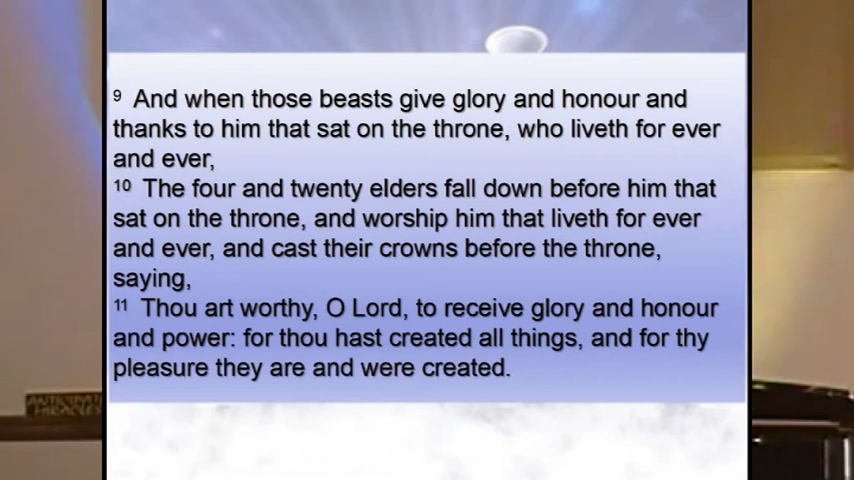 9 And when those beasts give glory and honour and
thanks to him that sat on the throne, who liveth for ever
and ever,
10 The four and twenty elders fall down before him that
sat on the throne, and worship him that liveth for ever
and ever, and cast their crowns before the throne,
saying,
11 Thou art worthy, O Lord, to receive glory and honour
and power: for thou hast created all things, and for thy
pleasure they are and were created.
ANTICIPATE
MIRACLES